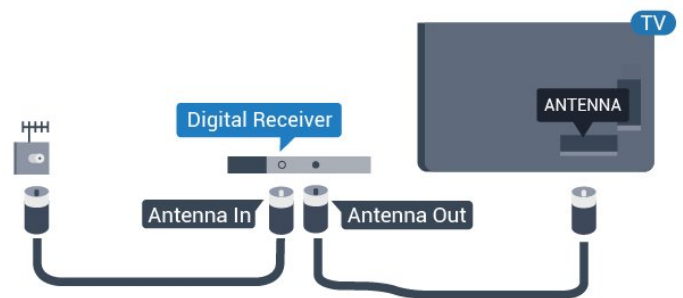 TV
ANTENNA
Digital Receiver
Antenna In
Antenna Out